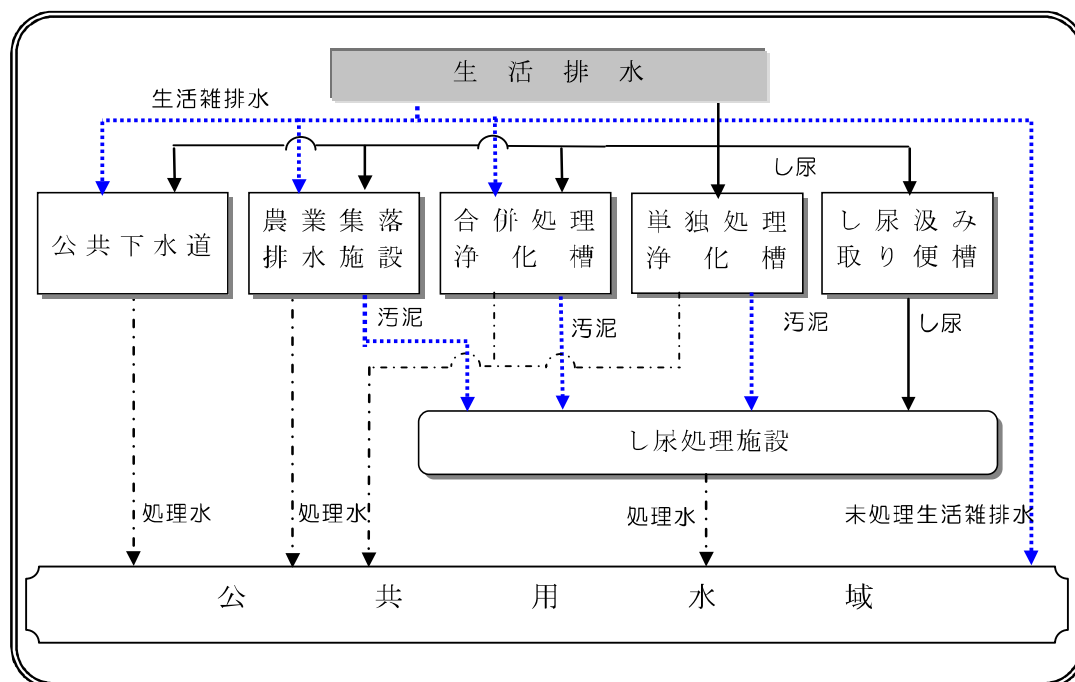 生活排水
生活雑排水
し尿
公共下水道
農業集落
排水施設
合併処理
浄化槽
単独処理
浄化槽
し尿汲み
取り便槽
汚泥
汚泥
汚泥
し尿
し尿処理施設
処理水
処理水
処理水
未処理生活雑排水
公共用水域